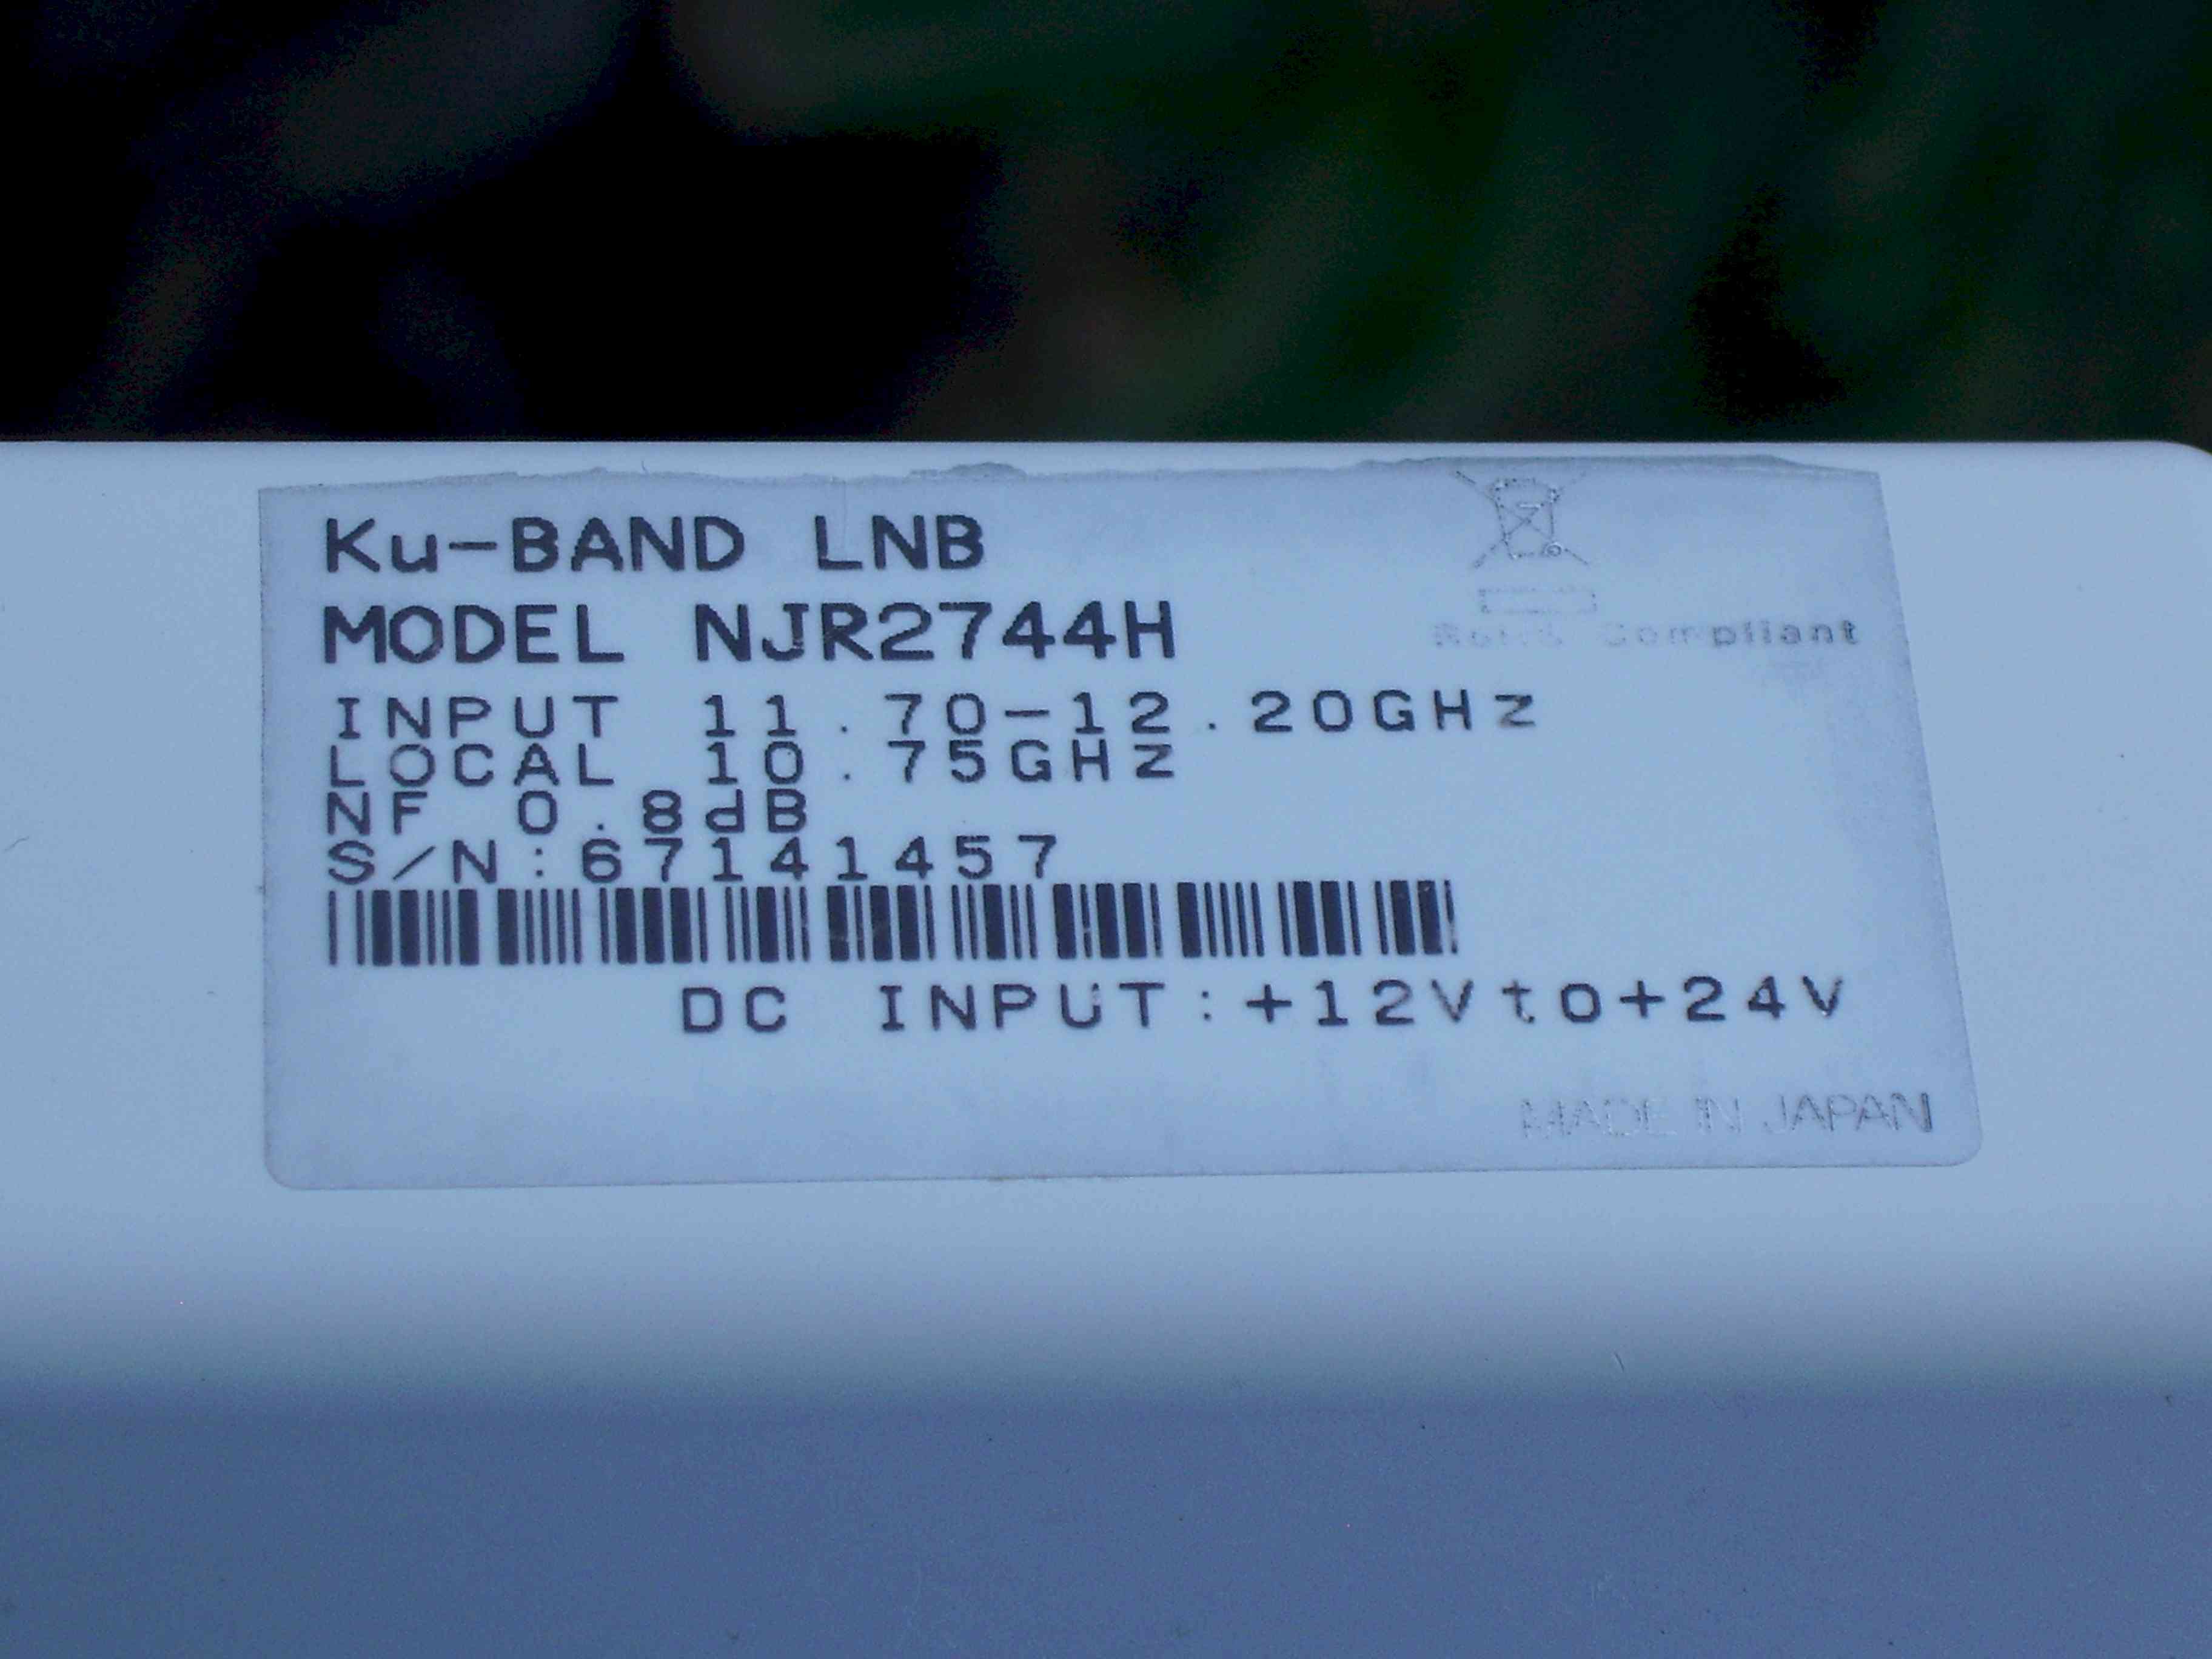 Ku-BAND LNB
MODEL NJR2744H
RoHS Compliant
INPUT 11.70-12.20GHz
LOCAL 10.75GHz
NF 0.8dB
S/N:67141457
DC INPUT:+12Vto+24V
MADE IN JAPAN